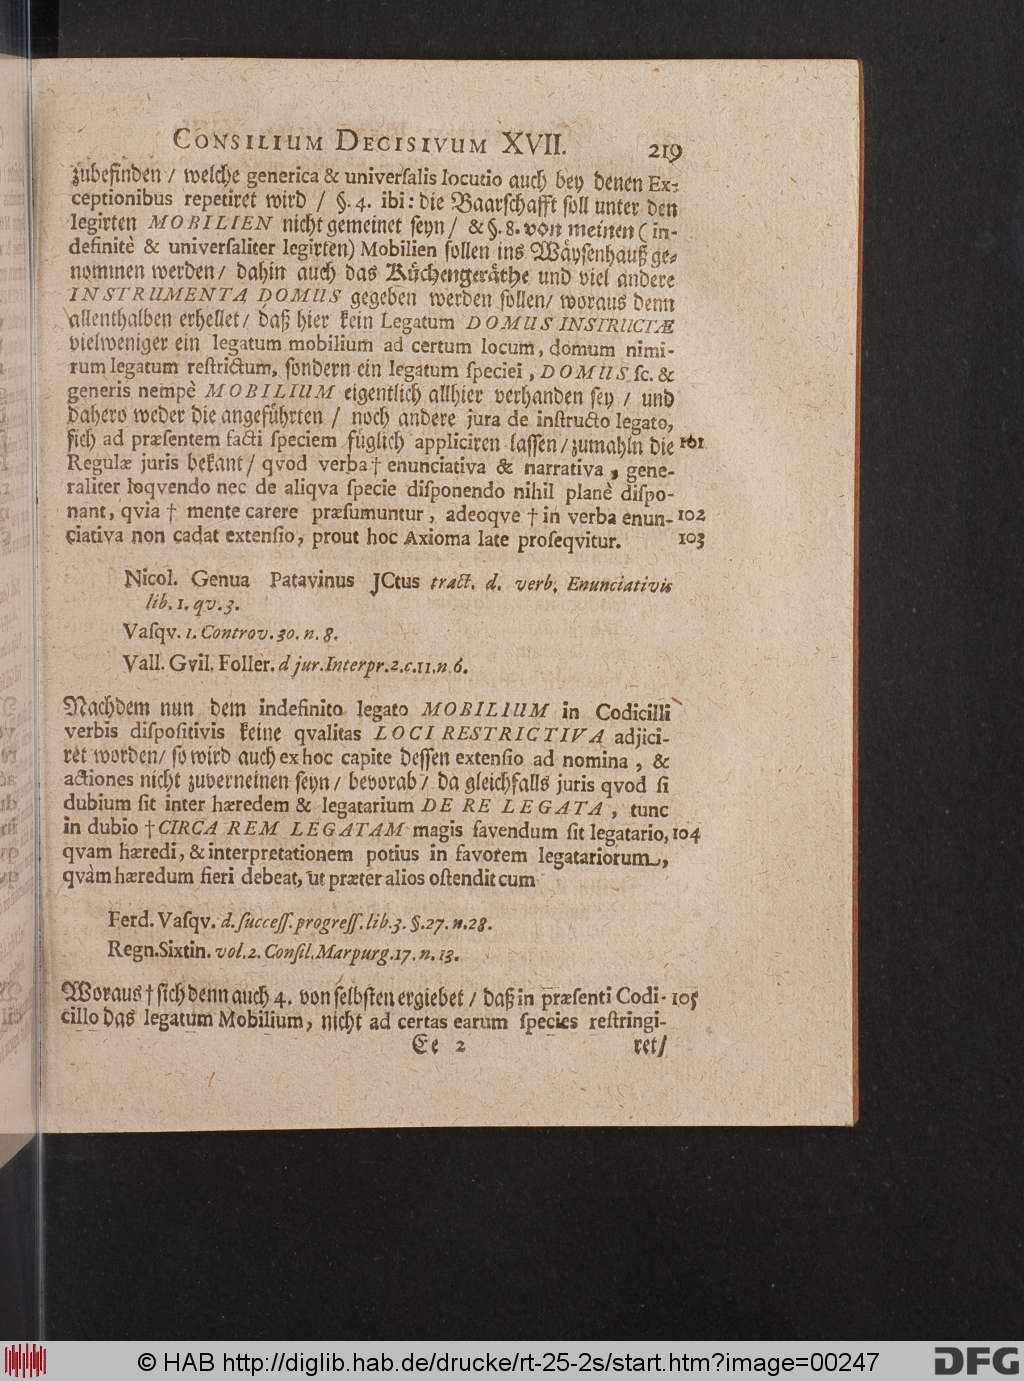 CONSILIUM DECISIVUM XVII. 219
zubefinden / welche generica & univerſalis locutio auch bey denen Ex-
ceptionibus repetiret wird / §. 4. ibi: die Baarſchafft ſoll unter den
legirten MOBILIEN nicht gemeinet ſeyn / & §. 8. von meinen (in-
definitè & univerſaliter legirten) Mobilien ſollen ins Wäyſenhauß ge-
nommen werden / dahin auch das Küchengeräthe und viel andere
INSTRUMENTA DOMUS gegeben werden ſollen / woraus denn
allenthalben erhellet / daß hier kein Legatum DOMUS INSTRUCTÆ
vielweniger ein legatum mobilium ad certum locum, domum nimi-
rum legatum reſtrictum, ſondern ein legatum ſpeciei, DOMUS ſc. &
generis nempè MOBILIUM eigentlich allhier verhanden ſey / und
dahero weder die angeführten / noch andere jura de inſtructo legato,
ſich ad præſentem facti ſpeciem füglich appliciren laſſen / zumahln die 101
Regulæ juris bekant / qvod verba † enunciativa & narrativa, gene-
raliter loqvendo nec de aliqva ſpecie diſponendo nihil planè diſpo-
nant, qvia † mente carere præſumuntur, adeoqve † in verba enun- 102
ciativa non cadat extenſio, prout hoc Axioma late proſeqvitur. 103
Nicol. Genua Patavinus JCtus tract. d. verb. Enunciativis
lib. 1. qv. 3.
Vaſqv. 1. Controv. 30. n. 8.
Vall. Gvil. Foller. d jur. Interpr. 2. c. 11. n 6.
Nachdem nun dem indefinito legato MOBILIUM in Codicilli
verbis diſpoſitivis keine qvalitas LOCI RESTRICTIVA adjici-
ret worden / ſo wird auch ex hoc capite deſſen extenſio ad nomina, &
actiones nicht zuverneinen ſeyn / bevorab / da gleichfalls juris qvod ſi
dubium ſit inter hæredem & legatarium DE RE LEGATA, tunc
in dubio † CIRCA REM LEGATAM magis favendum ſit legatario, 104
qvam hæredi, & interpretationem potius in favorem legatariorum,
qvàm hæredum fieri debeat, ut præter alios oſtendit cum
Ferd. Vaſqv. d. ſucceſſ. progreſſ. lib. 3. §. 27. n. 28.
Regn. Sixtin. vol. 2. Conſil. Marpurg. 17. n. 13.
Woraus † ſich denn auch 4. von ſelbſten ergiebet / daß in præſenti Codi- 105
cillo das legatum Mobilium, nicht ad certas earum ſpecies reſtringi-
Ee 2 ret /
© HAB http://diglib.hab.de/drucke/rt-25-2s/start.htm?image=00247 DFG